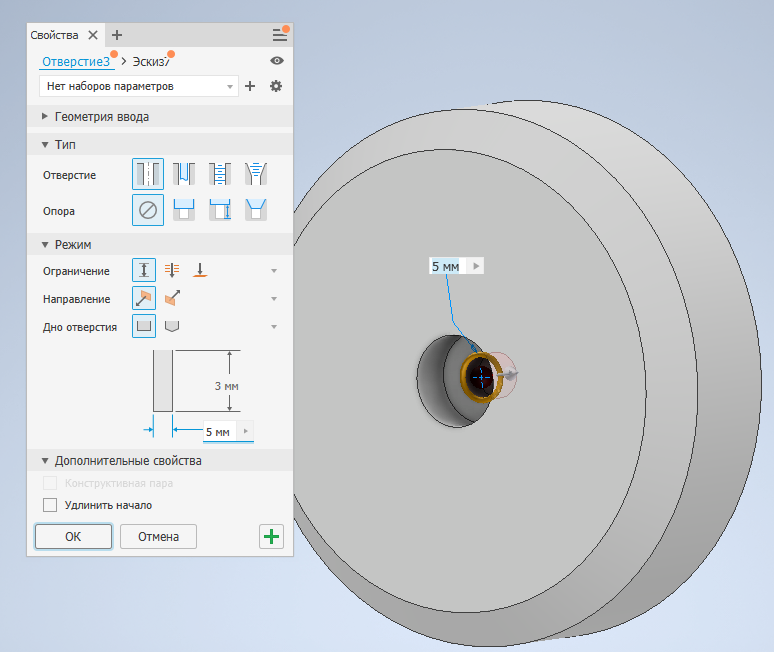 Свойства
Отверстие3 > Эскиз7
Нет наборов параметров
Геометрия ввода
Тип
Отверстие
Опора
Режим
Ограничение
Направление
Дно отверстия
3 мм
5 мм
Дополнительные свойства
Конструктивная пара
Удлинить начало
ОК
Отмена
5 мм